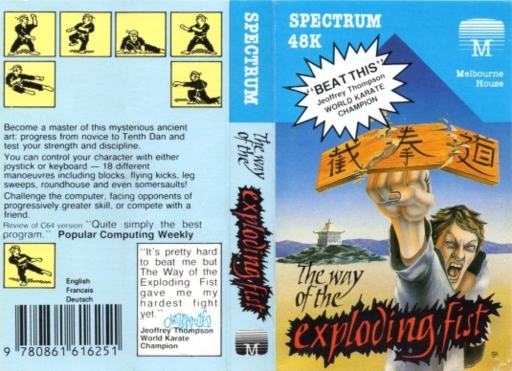 Become a master of this mysterious ancient
art: progress from novice to Tenth Dan and
test your strength and discipline.
You can control your character with either
joystick or keyboard — 18 different
manoeuvres including blocks, flying kicks, leg
sweeps, roundhouse and even somersaults!
Challenge the computer, facing opponents of
progressively greater skill, or compete with a
friend.
Review of C64 version "Quite simply the best
program." Popular Computing Weekly
English
Francais
Deutsch
9 780861 616251
"It's pretty hard
to beat me but
The Way of the
Exploding Fist
gave me my
hardest fight
yet."
Jeoffrey Thompson
World Karate
Champion
SPECTRUM
The way
of the
exploding fist
M
SPECTRUM
48K
"BEAT THIS"
Jeoffrey Thompson
WORLD KARATE
CHAMPION
M
Melbourne
House
截拳道
The way
of the
exploding fist